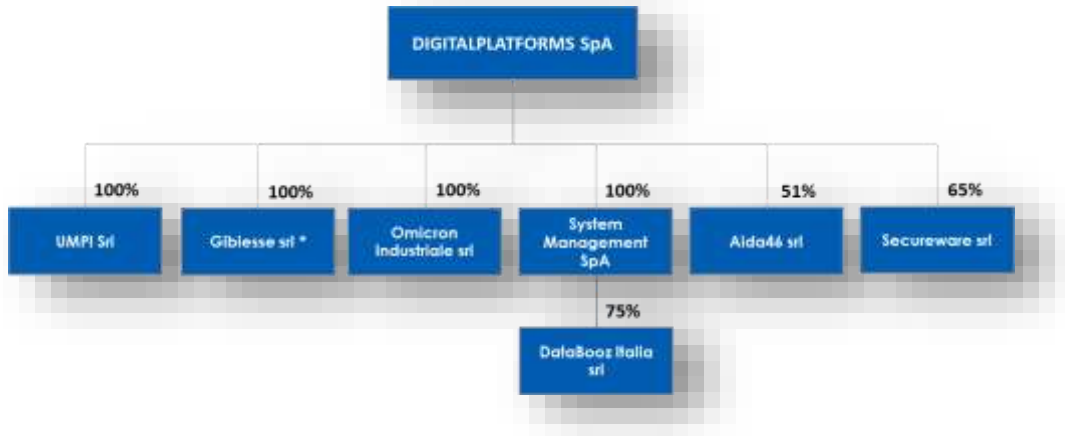 DIGITALPLATFORMS SpA
100%
100%
100%
100%
51%
65%
UMPI Srl
Gibiesse srl *
Omicron
Industriale srl
System
Management
SpA
Aida46 srl
Secureware srl
75%
DataBooz Italia
srl